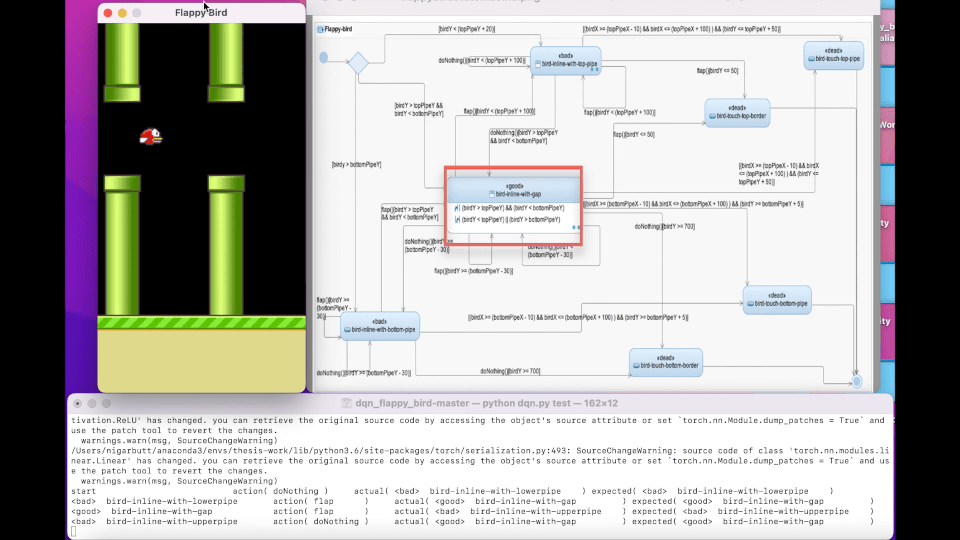 Flappy Bird
Flappy-bird
[birdY < (topPipeY + 20)]
[(birdX >= (topPipeX - 10) && birdX <= (topPipeX + 100) ) && (birdY <= topPipeY + 50)]
«bad»
bird-inline-with-top-pipe
doNothing[(birdY < (topPipeY + 100)]
«dead»
bird-touch-top-pipe
flap()[birdY <= 50]
[birdY > topPipeY &&
birdY < bottomPipeY]
flap()[birdY < (topPipeY + 100)]
flap()[birdY < (topPipeY + 100)]
«dead»
bird-touch-top-border
doNothing()[birdY > topPipeY
&& birdY < bottomPipeY]
flap()[birdY <= 50]
[birdy > bottomPipeY]
[(birdX >= (topPipeX - 10) && birdX
<= (topPipeX + 100) ) && (birdY <=
topPipeY + 50)]
«good»
bird-inline-with-gap
(birdY > topPipeY) && (birdY < bottomPipeY)
(birdY < topPipeY) || (birdY > bottomPipeY)
[(birdX >= (bottomPipeX - 10) && birdX <= (bottomPipeX + 100) ) && (birdY >= bottomPipeY + 5)]
flap()[birdY > topPipeY
&& birdY < bottomPipeY]
doNothing()[birdY >= 700]
doNothing()[birdY >=
(bottomPipeY - 30)]
doNothing()[birdY <
(bottomPipeY - 30)]
flap()[birdY >= (bottomPipeY - 30)]
flap()[birdY >=
(bottomPipeY -
30)]
«bad»
bird-inline-with-bottom-pipe
[(birdX >= (bottomPipeX - 10) && birdX <= (bottomPipeX + 100) ) && (birdY >= bottomPipeY + 5)]
«dead»
bird-touch-bottom-pipe
«dead»
bird-touch-bottom-border
doNothing()[birdY >= (bottomPipeY - 30)]
doNothing()[birdY >= 700]
dqn_flappy_bird-master — python dqn.py test — 162×12
tivation.ReLU' has changed. you can retrieve the original source code by accessing the object's source attribute or set `torch.nn.Module.dump_patches = True` and
use the patch tool to revert the changes.
warnings.warn(msg, SourceChangeWarning)
/Users/nigarbutt/anaconda3/envs/thesis-work/lib/python3.6/site-packages/torch/serialization.py:493: SourceChangeWarning: source code of class 'torch.nn.modules.li
near.Linear' has changed. you can retrieve the original source code by accessing the object's source attribute or set `torch.nn.Module.dump_patches = True` and us
e the patch tool to revert the changes.
warnings.warn(msg, SourceChangeWarning)
start action( doNothing ) actual( <bad> bird-inline-with-lowerpipe ) expected( <bad> bird-inline-with-lowerpipe )
<bad> bird-inline-with-lowerpipe action( flap ) actual( <good> bird-inline-with-gap ) expected( <good> bird-inline-with-gap )
<good> bird-inline-with-gap action( flap ) actual( <bad> bird-inline-with-upperpipe ) expected( <bad> bird-inline-with-upperpipe )
<bad> bird-inline-with-upperpipe action( doNothing ) actual( <good> bird-inline-with-gap ) expected( <good> bird-inline-with-gap )